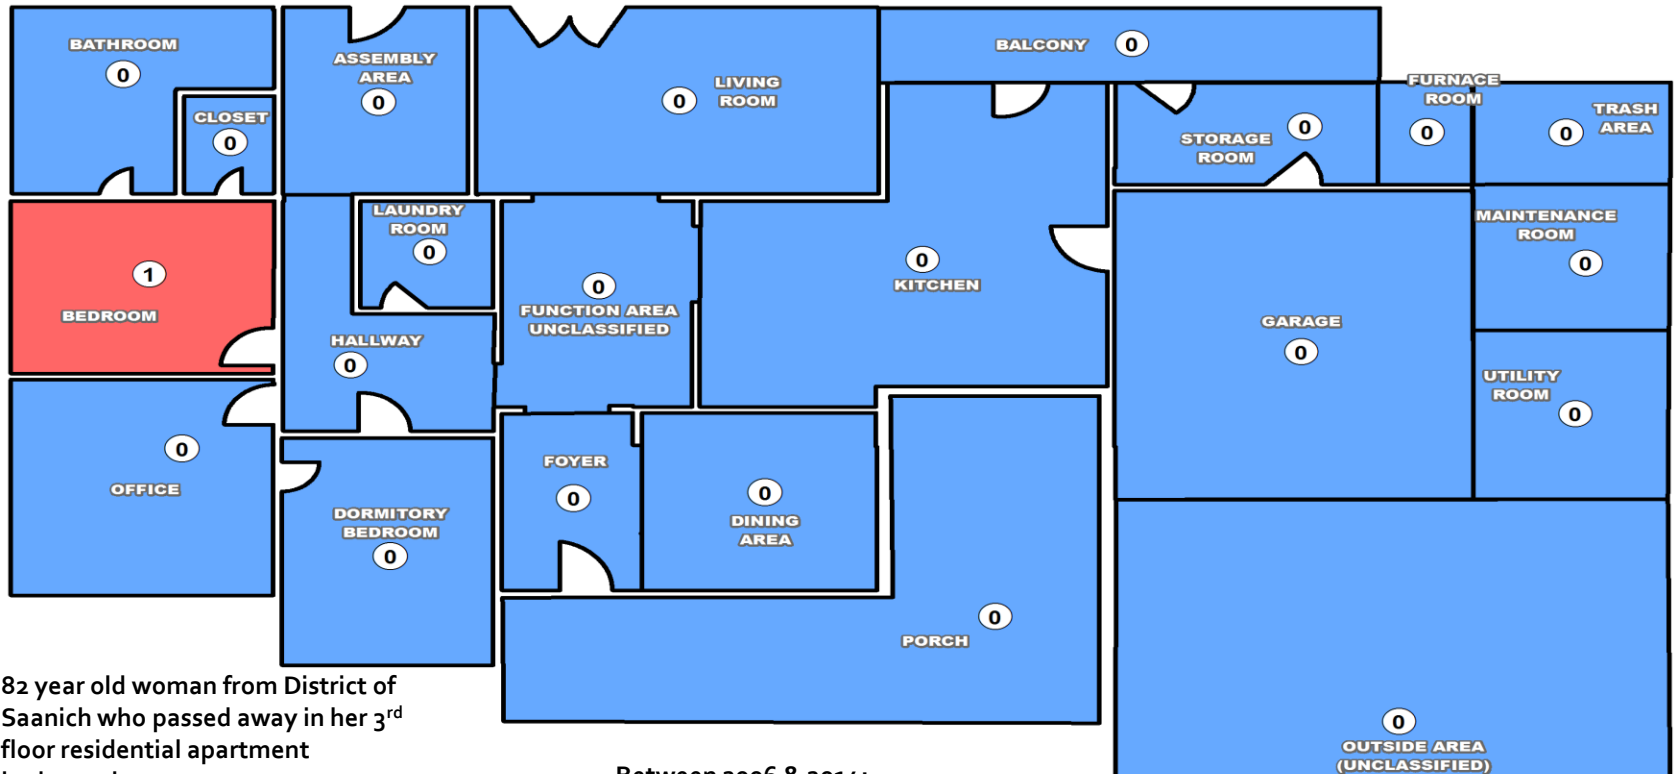 BATHROOM
0
CLOSET
0
ASSEMBLY
AREA
0
LIVING
ROOM
0
BALCONY 0
FURNACE
ROOM
0
TRASH
AREA
0
STORAGE
ROOM
0
1
BEDROOM
LAUNDRY
ROOM
0
HALLWAY
0
0
FUNCTION AREA
UNCLASSIFIED
0
KITCHEN
GARAGE
0
MAINTENANCE
ROOM
0
UTILITY
ROOM
0
0
OFFICE
DORMITORY
BEDROOM
0
FOYER
0
0
DINING
AREA
0
PORCH
0
OUTSIDE AREA
(UNCLASSIFIED)
82 year old woman from District of
Saanich who passed away in her 3rd
floor residential apartment
Between 2006 & 2014: